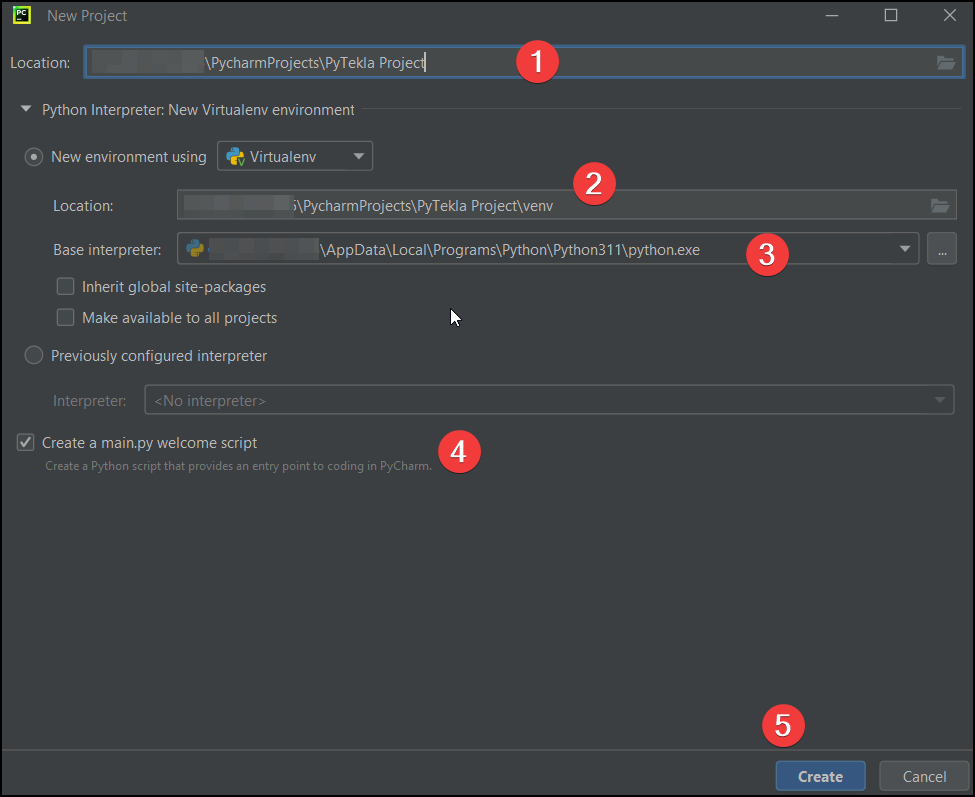 PC
New Project
Location: \PycharmProjects\PyTekla Project 1
Python Interpreter: New Virtualenv environment
New environment using Virtualenv
2
Location: \PycharmProjects\PyTekla Project\venv
Base interpreter: \AppData\Local\Programs\Python\Python311\python.exe 3 ...
Inherit global site-packages
Make available to all projects
Previously configured interpreter
Interpreter: <No interpreter>
Create a main.py welcome script
4
Create a Python script that provides an entry point to coding in PyCharm.
5
Create Cancel